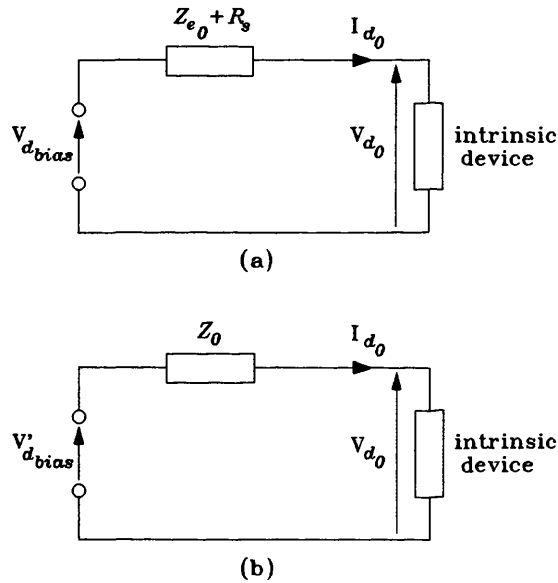 Z_{e_0} + R_s
I_{d_0}
V_{d_{bias}}
V_{d_0}
intrinsic
device
(a)
Z_0
I_{d_0}
V'_{d_{bias}}
V_{d_0}
intrinsic
device
(b)